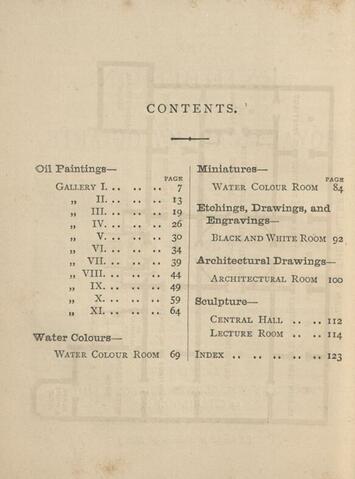 CONTENTS.
Oil Paintings—
PAGE
GALLERY I. .. .. .. 7
„ II. .. .. .. 13
„ III. .. .. .. 19
„ IV. .. .. .. 26
„ V. .. .. .. 30
„ VI. .. .. .. 34
„ VII. .. .. .. 39
„ VIII. .. .. .. 44
„ IX. .. .. .. 49
„ X. .. .. .. 59
„ XI. .. .. .. 64
Water Colours—
WATER COLOUR ROOM 69
Miniatures—
PAGE
WATER COLOUR ROOM 84
Etchings, Drawings, and
Engravings—
BLACK AND WHITE ROOM 92
Architectural Drawings—
ARCHITECTURAL ROOM 100
Sculpture—
CENTRAL HALL .. .. 112
LECTURE ROOM .. .. 114
INDEX .. .. .. .. .. 123